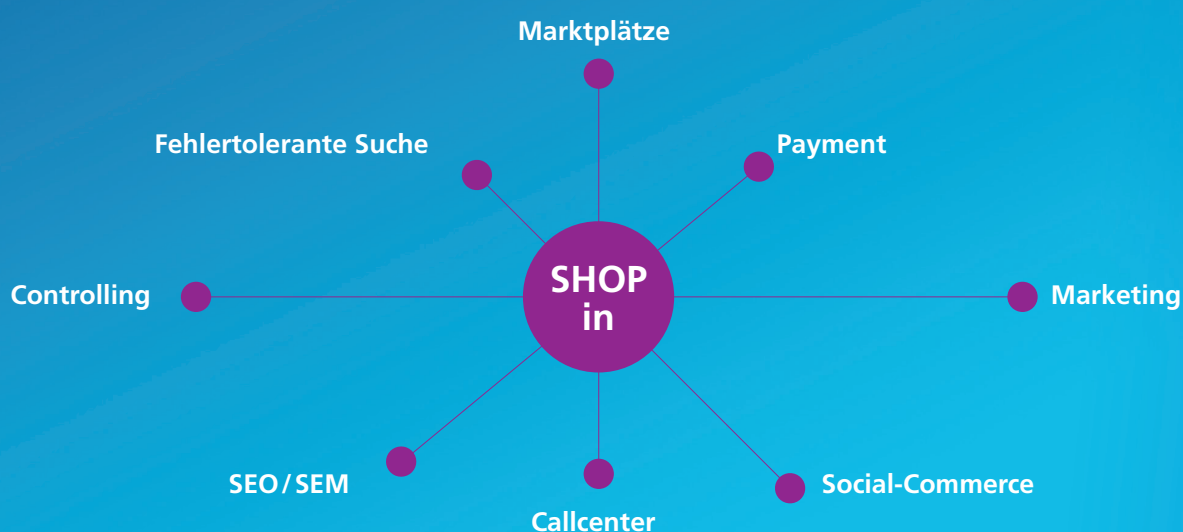 Marktplätze
Fehlertolerante Suche
Payment
SHOP
in
Controlling
Marketing
SEO/SEM
Social-Commerce
Callcenter